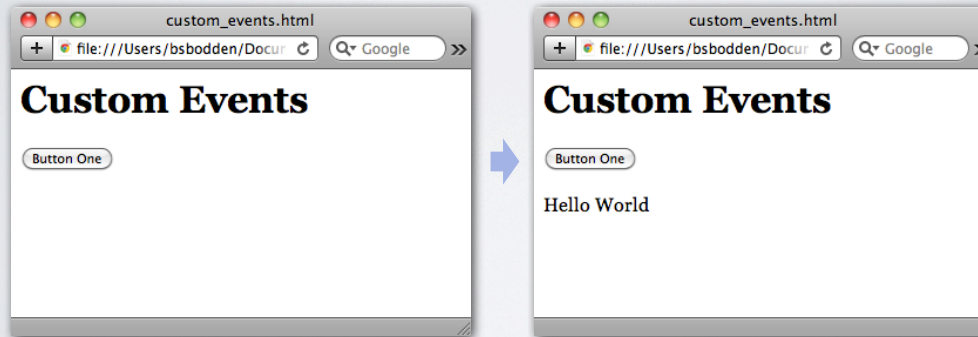 custom_events.html
+ file:///Users/bsbodden/Docur Google »
Custom Events
Button One
custom_events.html
+ file:///Users/bsbodden/Docur Google
Custom Events
Button One
Hello World